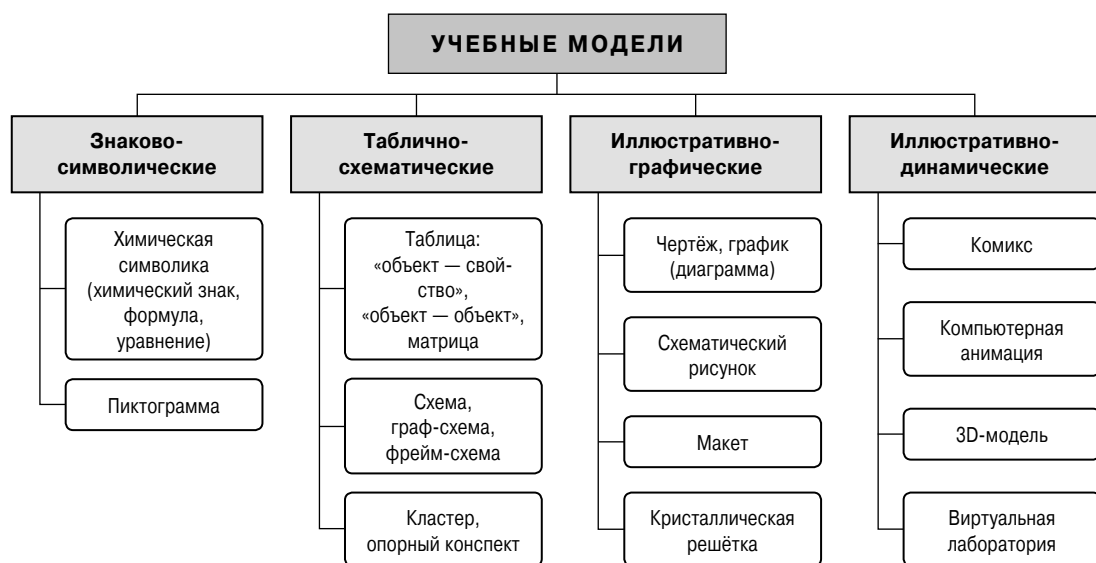 УЧЕБНЫЕ МОДЕЛИ
Знаково-
символические
Химическая
символика
(химический знак,
формула,
уравнение)
Пиктограмма
Таблично-
схематические
Таблица:
«объект — свой-
ство»,
«объект — объект»,
матрица
Схема,
граф-схема,
фрейм-схема
Кластер,
опорный конспект
Иллюстративно-
графические
Чертёж, график
(диаграмма)
Схематический
рисунок
Макет
Кристаллическая
решётка
Иллюстративно-
динамические
Комикс
Компьютерная
анимация
3D-модель
Виртуальная
лаборатория